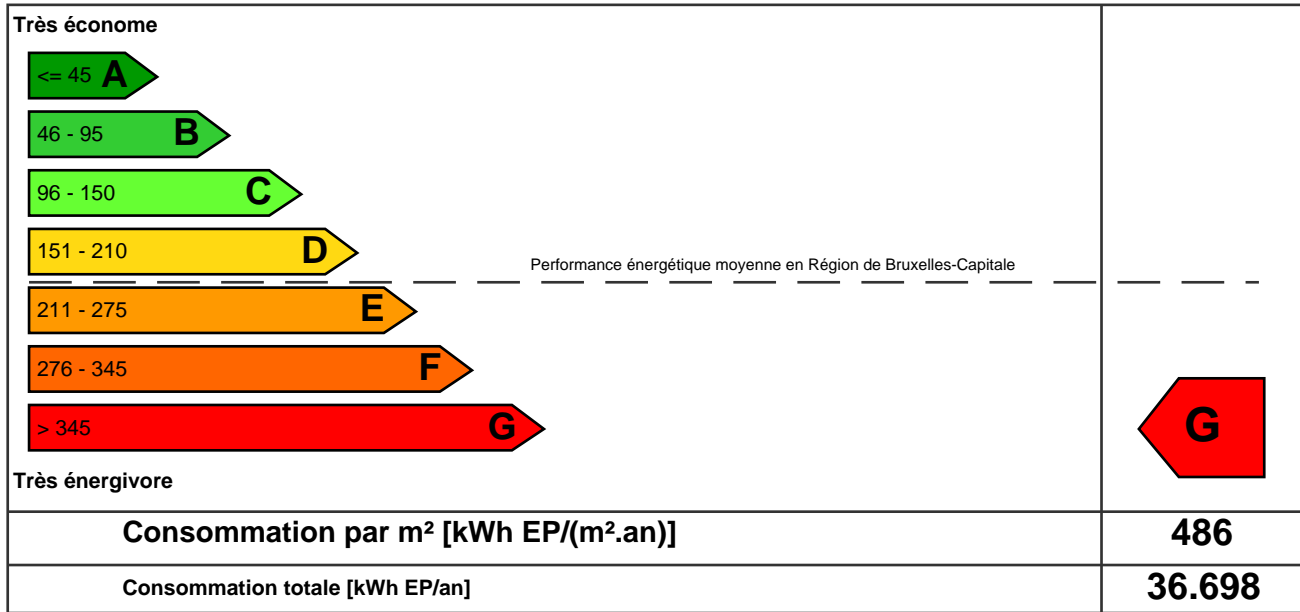 Très économe
<= 45 A
46 - 95 B
96 - 150 C
151 - 210 D
Performance énergétique moyenne en Région de Bruxelles-Capitale
211 - 275 E
276 - 345 F
> 345 G
G
Très énergivore
Consommation par m² [kWh EP/(m².an)] 486
Consommation totale [kWh EP/an] 36.698